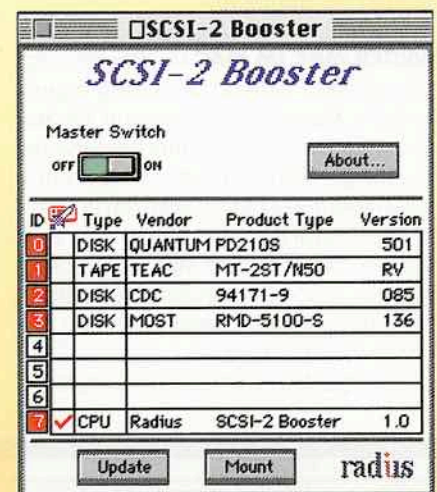 SCSI-2 Booster
SCSI-2 Booster
Master Switch
OFF ON
About...
ID Type Vendor Product Type Version
0 DISK QUANTUM PD210S 501
1 TAPE TEAC MT-2ST/N50 RV
2 DISK CDC 94171-9 085
3 DISK MOST RMD-5100-S 136
4
5
6
7 CPU Radius SCSI-2 Booster 1.0
Update Mount radius